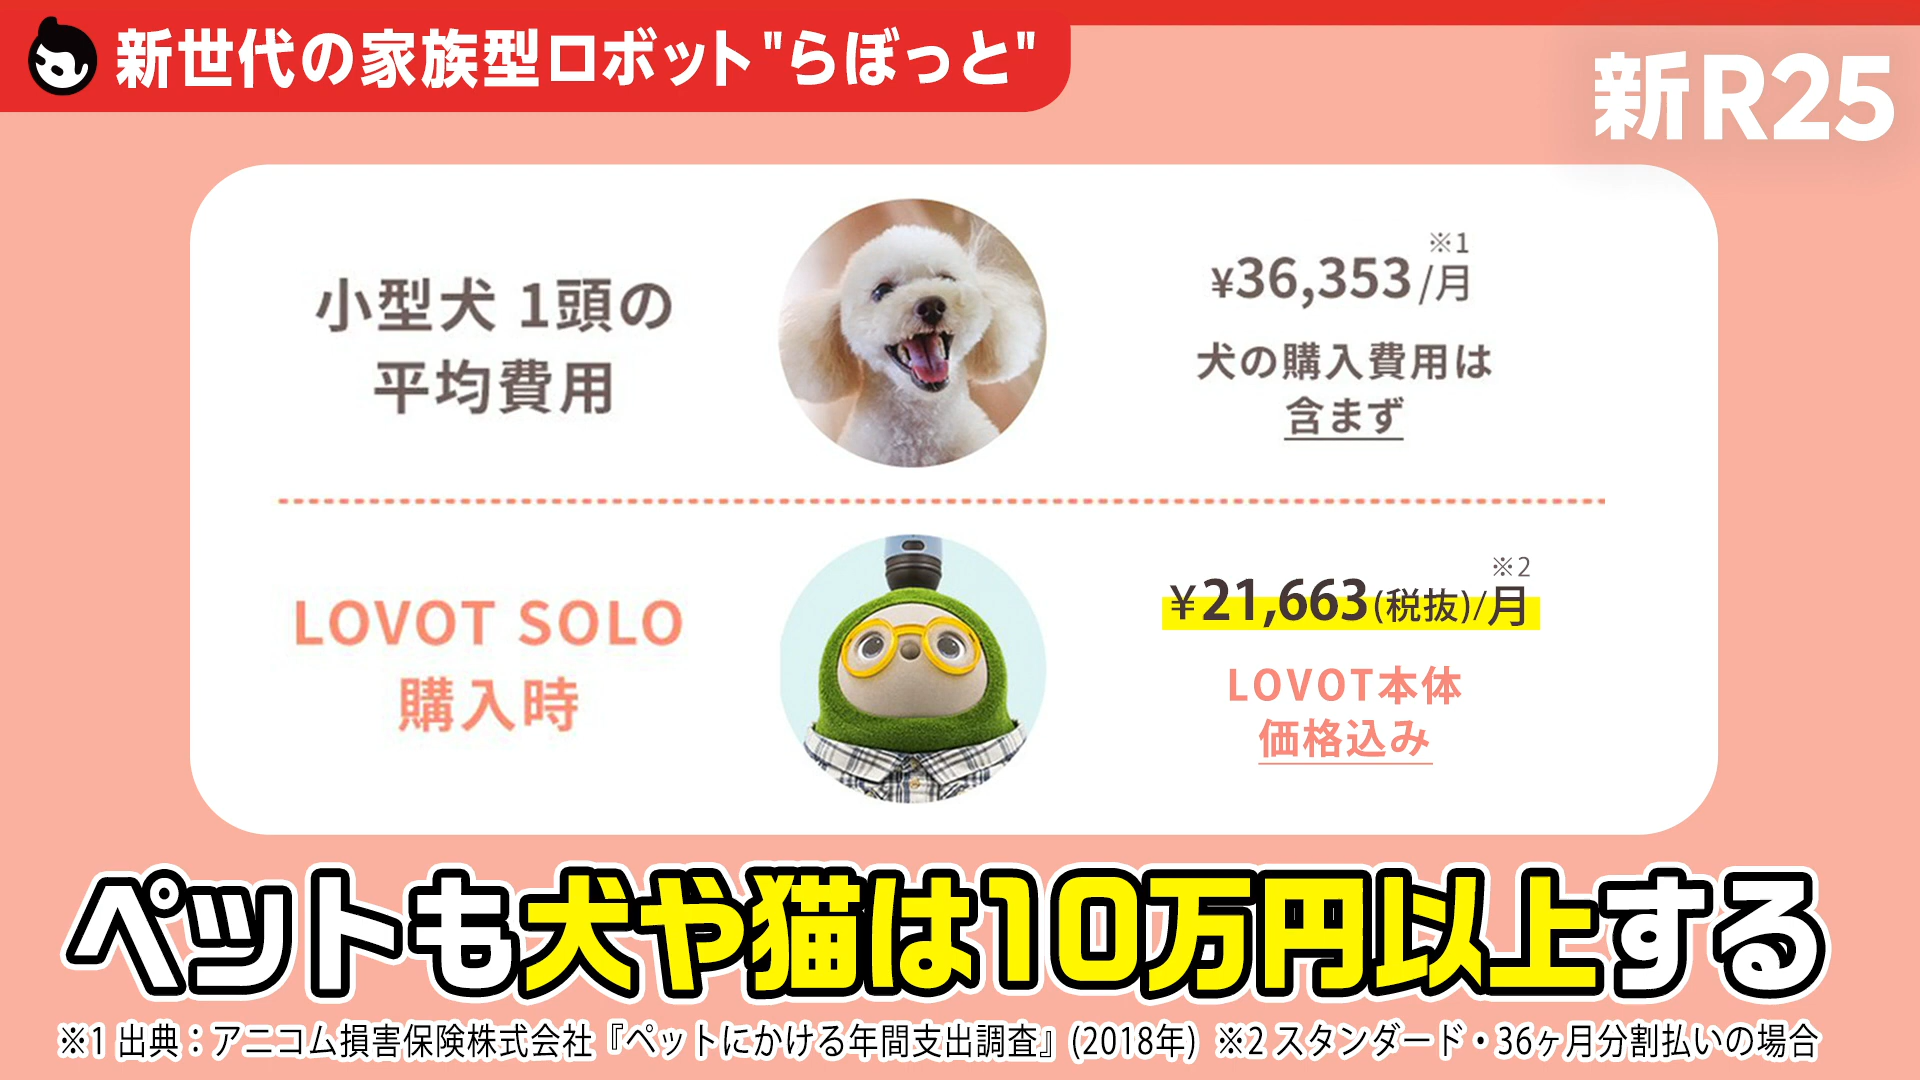 新世代の家族型ロボット"らぼっと"
新R25
小型犬 1頭の
平均費用
※1
¥36,353/月
犬の購入費用は
含まず
LOVOT SOLO
購入時
※2
¥21,663(税抜)/月
LOVOT本体
価格込み
ペットも犬や猫は10万円以上する
※1 出典：アニコム損害保険株式会社『ペットにかける年間支出調査』(2018年) ※2 スタンダード・36ヶ月分割払いの場合